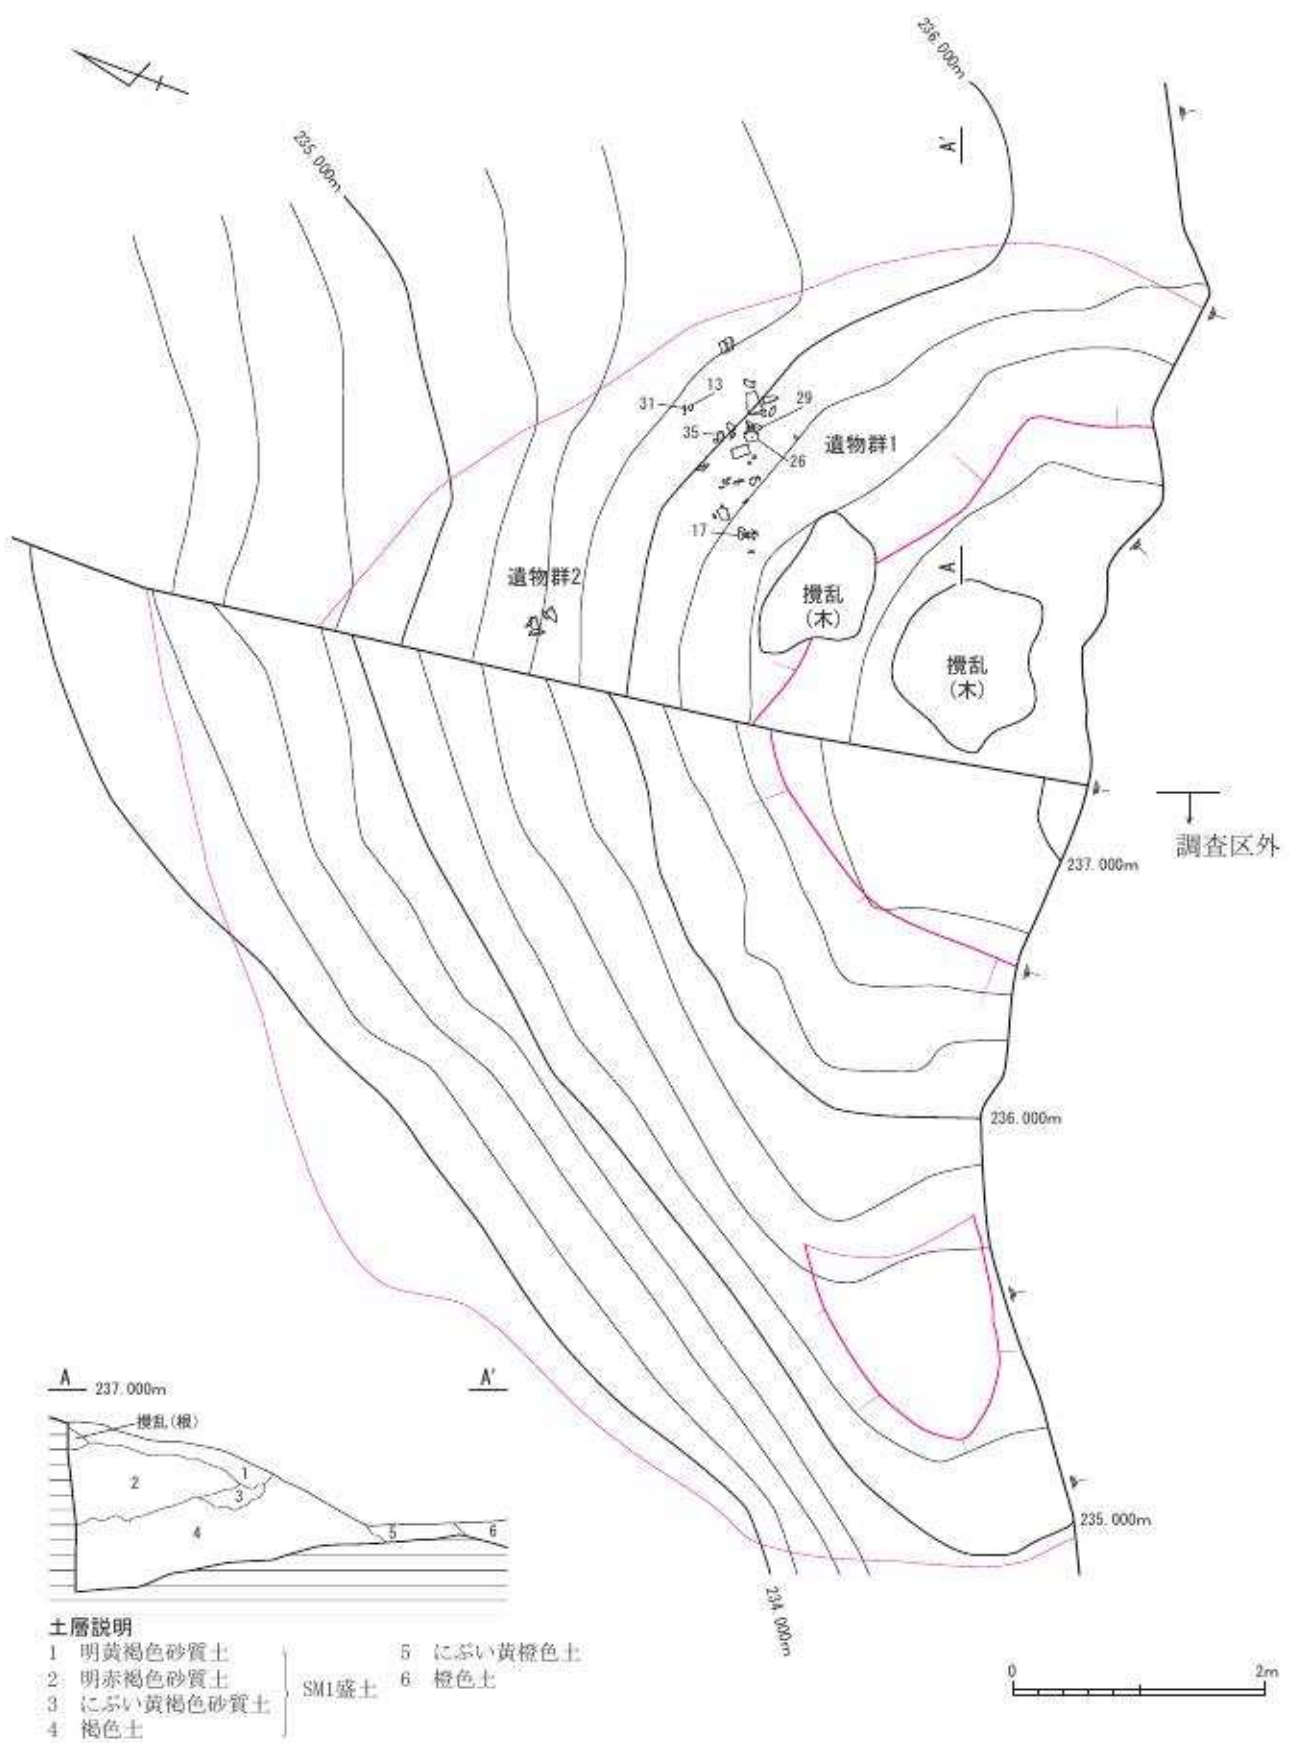 236.000m
A'
235.000m
13
31
29
35
遺物群1
26
17
遺物群2
A
攪乱
(木)
攪乱
(木)
調査区外
237.000m
236.000m
A 237.000m A'
攪乱(根)
1
2
3
4
5
6
235.000m
234.000m
土層説明
1 明黄褐色砂質土
2 明赤褐色砂質土
3 にぶい黄褐色砂質土
4 褐色土
SM1盛土
5 にぶい黄橙色土
6 橙色土
0 2m